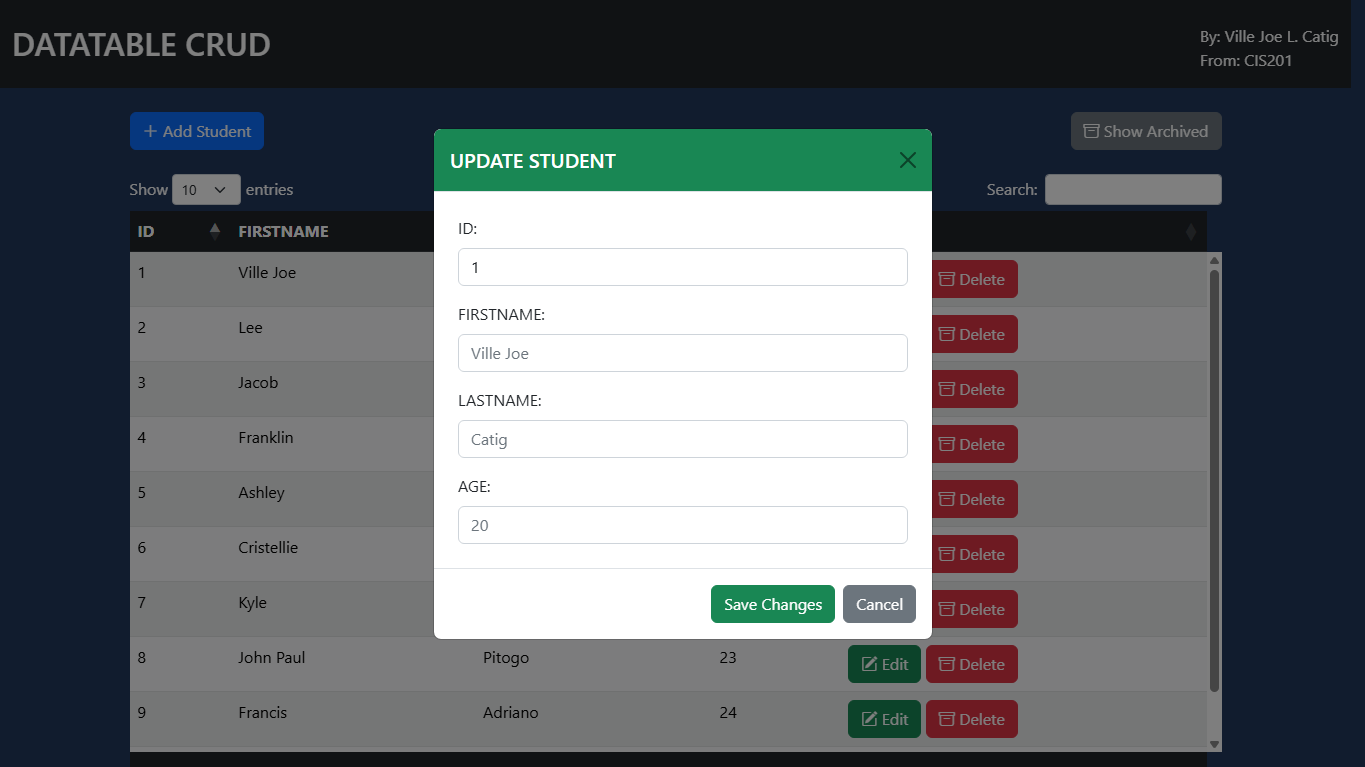 DATATABLE CRUD
By: Ville Joe L. Catig
From: CIS201
+ Add Student
Show Archived
Show 10 entries
Search:
ID FIRSTNAME
1 Ville Joe Delete
2 Lee Delete
3 Jacob Delete
4 Franklin Delete
5 Ashley Delete
6 Cristellie Delete
7 Kyle Delete
8 John Paul Pitogo 23 Edit Delete
9 Francis Adriano 24 Edit Delete
UPDATE STUDENT
ID:
1
FIRSTNAME:
Ville Joe
LASTNAME:
Catig
AGE:
20
Save Changes Cancel